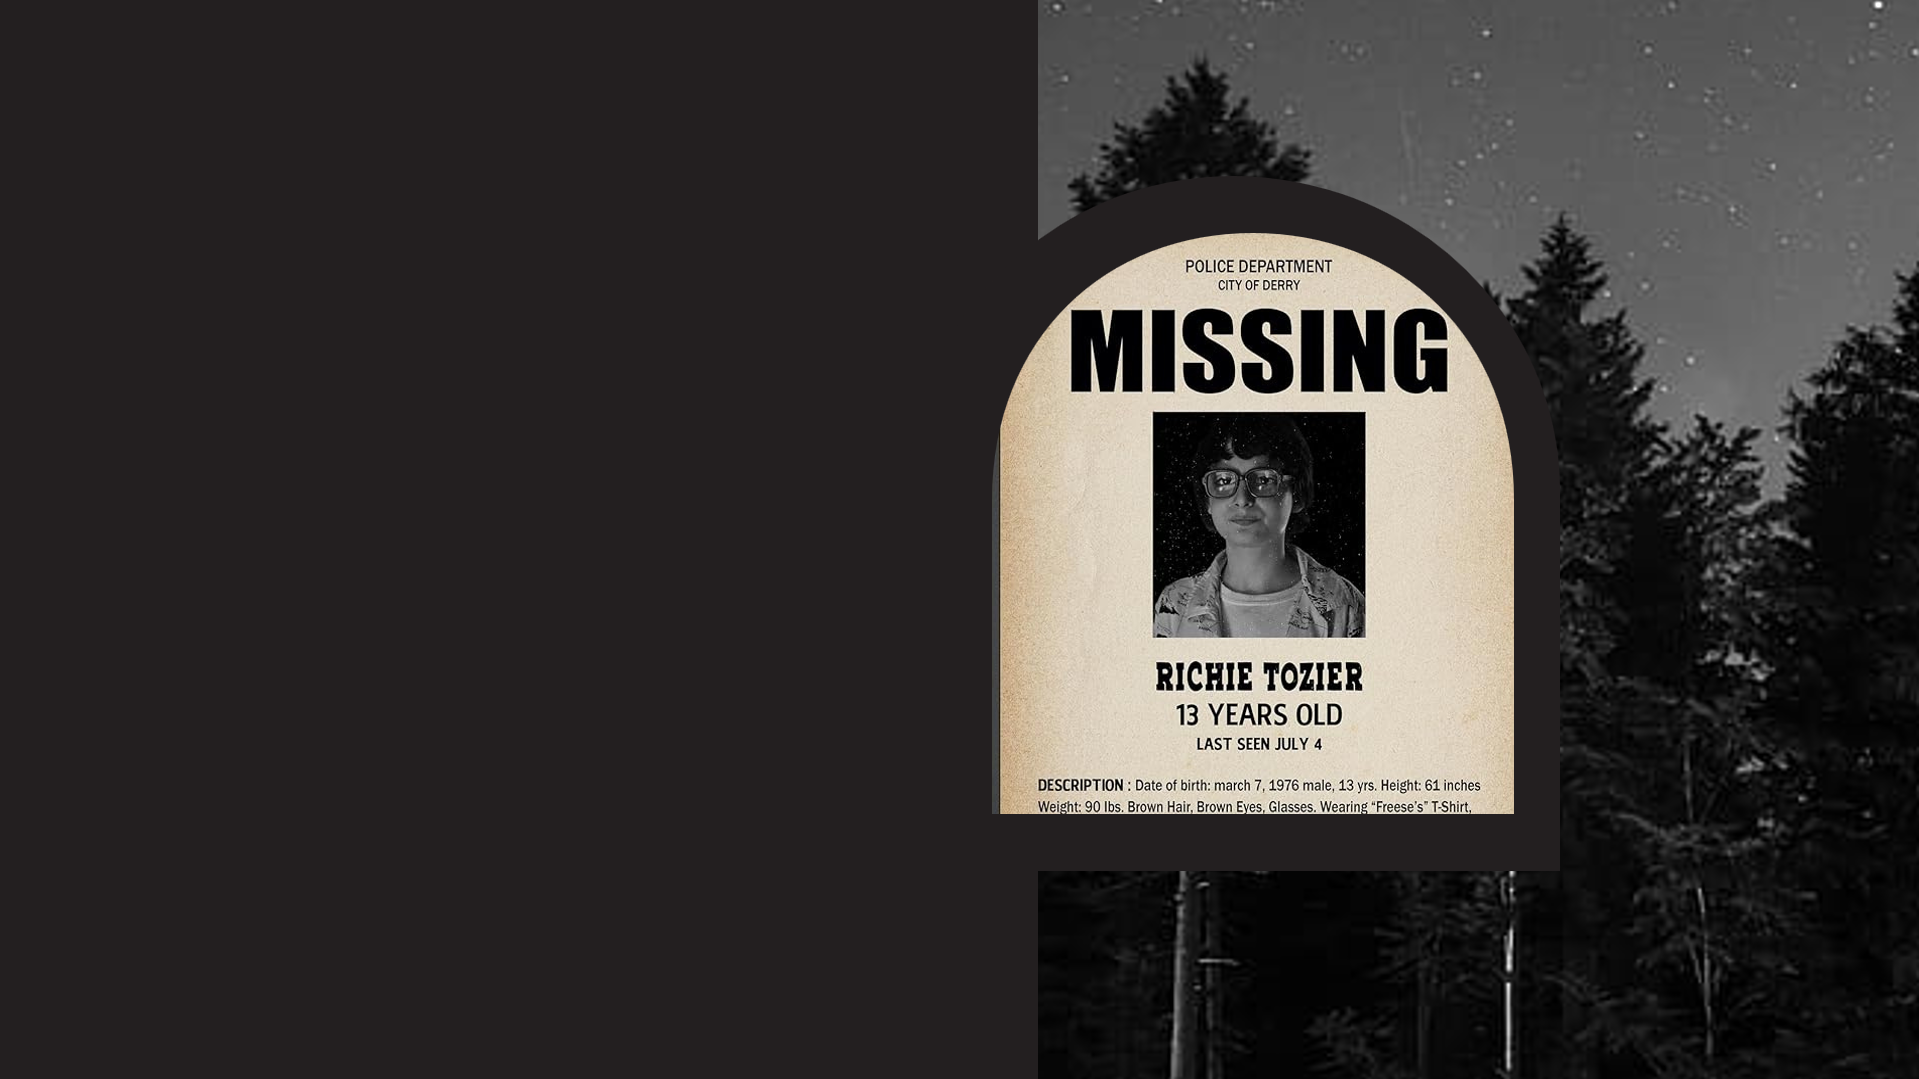 POLICE DEPARTMENT
CITY OF DERRY
MISSING
RICHIE TOZIER
13 YEARS OLD
LAST SEEN JULY 4
DESCRIPTION : Date of birth: march 7, 1976 male, 13 yrs. Height: 61 inches
Weight: 90 lbs. Brown Hair, Brown Eyes, Glasses. Wearing “Freese’s” T-Shirt,